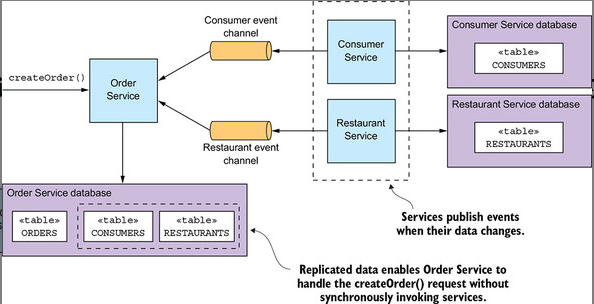 Consumer event
channel
Consumer Service database
«table»
CONSUMERS
Consumer
Service
createOrder()
Order
Service
Restaurant Service database
«table»
RESTAURANTS
Restaurant
Service
Restaurant event
channel
Order Service database
«table»
ORDERS
«table»
CONSUMERS
«table»
RESTAURANTS
Services publish events
when their data changes.
Replicated data enables Order Service to
handle the createOrder() request without
synchronously invoking services.